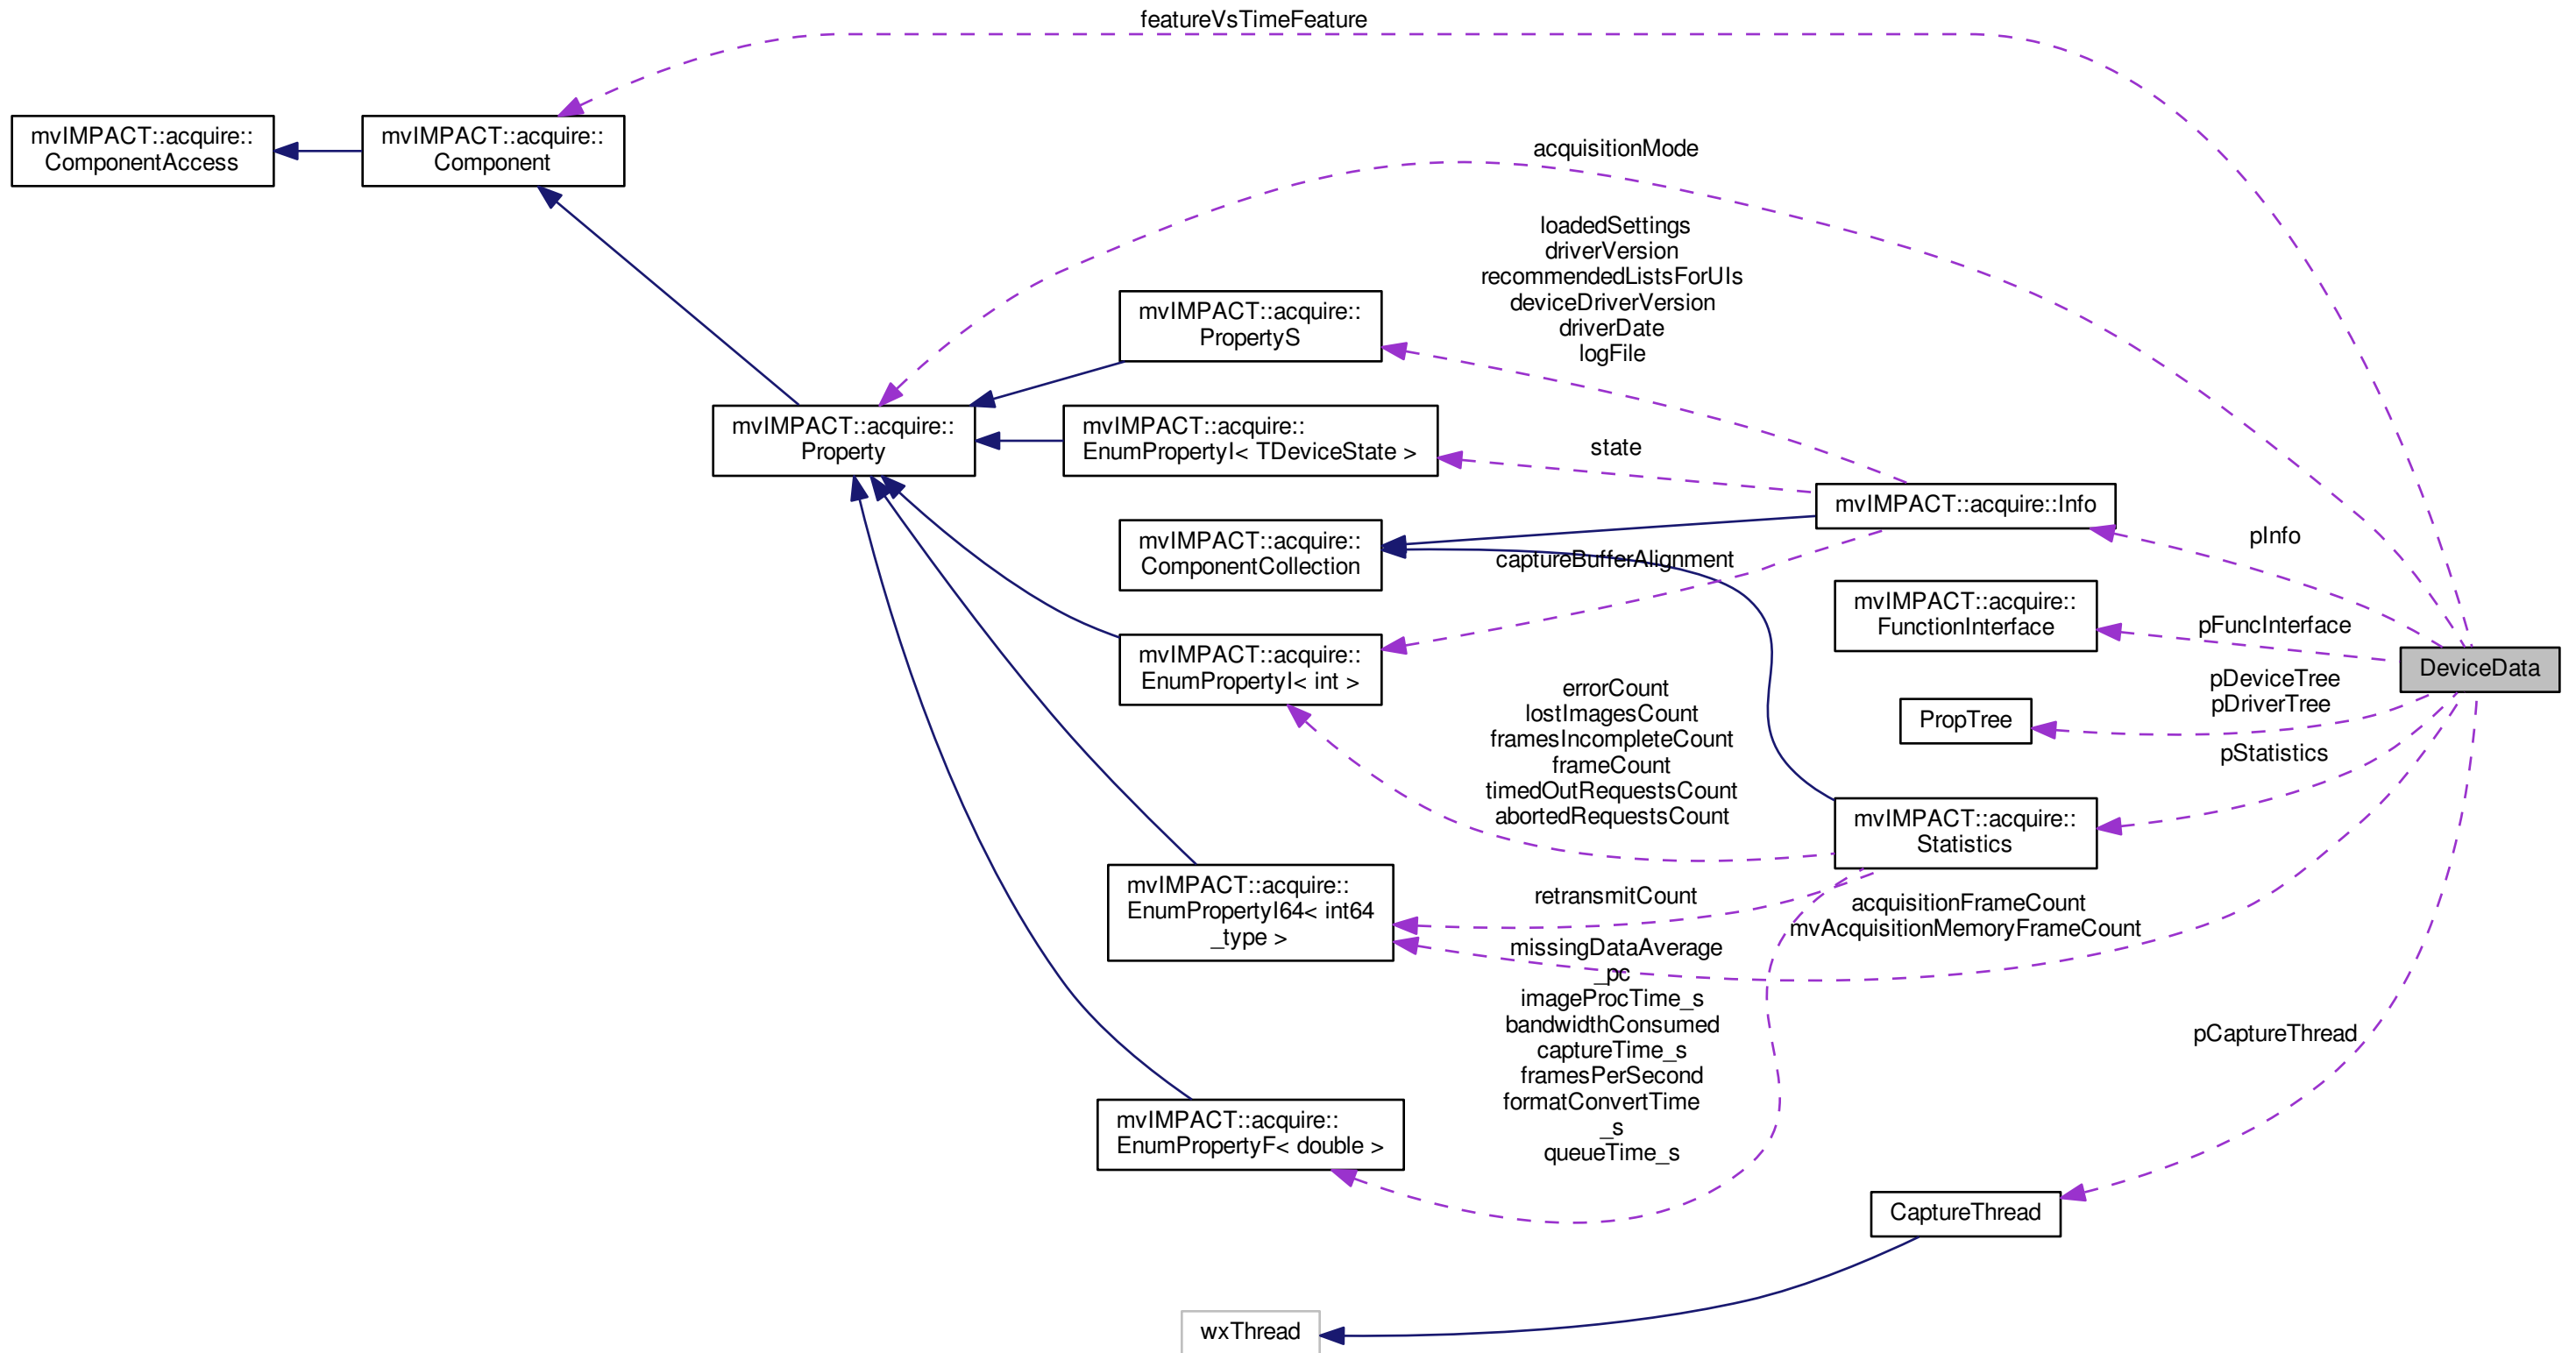 featureVsTimeFeature
mvIMPACT::acquire::
ComponentAccess
mvIMPACT::acquire::
Component
acquisitionMode
loadedSettings
driverVersion
recommendedListsForUIs
deviceDriverVersion
driverDate
logFile
mvIMPACT::acquire::
PropertyS
mvIMPACT::acquire::
Property
mvIMPACT::acquire::
EnumPropertyI< TDeviceState >
state
mvIMPACT::acquire::Info
mvIMPACT::acquire::
ComponentCollection
captureBufferAlignment
pInfo
mvIMPACT::acquire::
FunctionInterface
pFuncInterface
mvIMPACT::acquire::
EnumPropertyI< int >
DeviceData
pDeviceTree
pDriverTree
PropTree
pStatistics
errorCount
lostImagesCount
framesIncompleteCount
frameCount
timedOutRequestsCount
abortedRequestsCount
mvIMPACT::acquire::
Statistics
mvIMPACT::acquire::
EnumPropertyI64< int64
_type >
retransmitCount
acquisitionFrameCount
mvAcquisitionMemoryFrameCount
missingDataAverage
_pc
imageProcTime_s
bandwidthConsumed
captureTime_s
framesPerSecond
formatConvertTime
_s
queueTime_s
pCaptureThread
mvIMPACT::acquire::
EnumPropertyF< double >
CaptureThread
wxThread